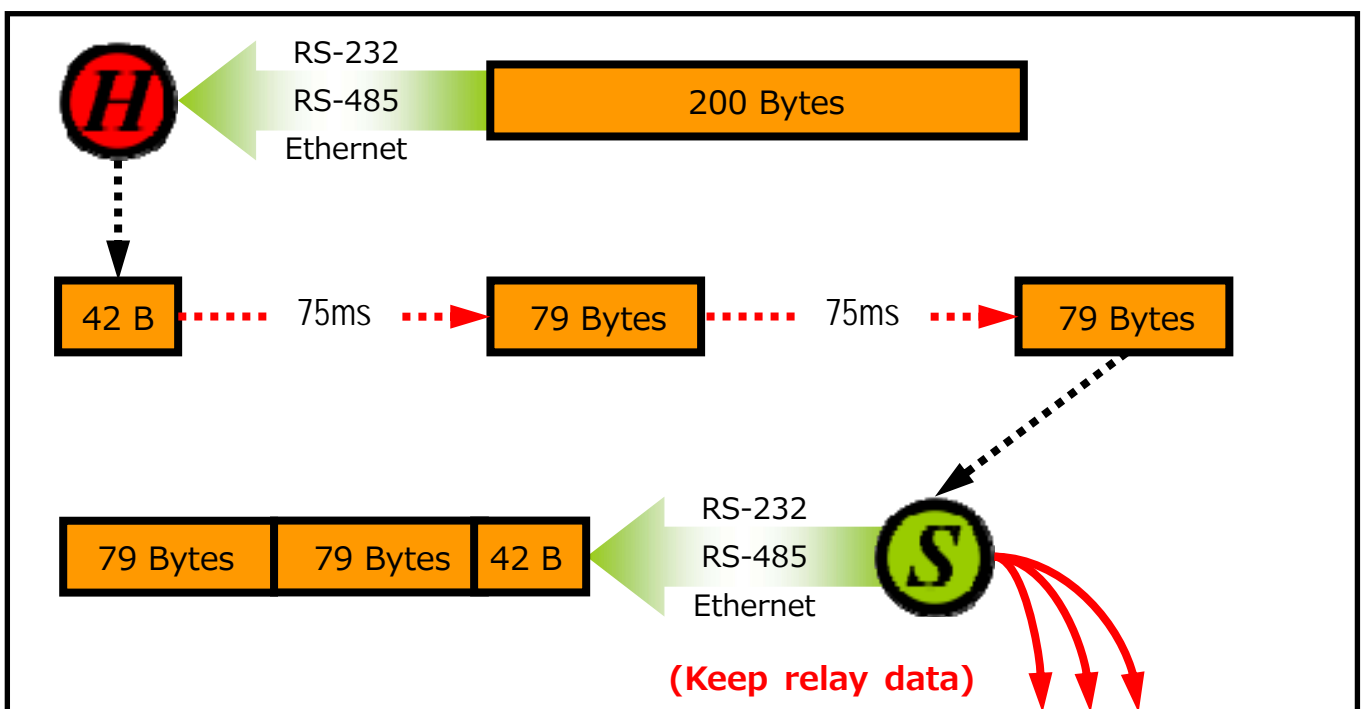 H
RS-232
RS-485
Ethernet
200 Bytes
42 B
75ms
79 Bytes
75ms
79 Bytes
79 Bytes
79 Bytes
42 B
RS-232
RS-485
Ethernet
S
(Keep relay data)